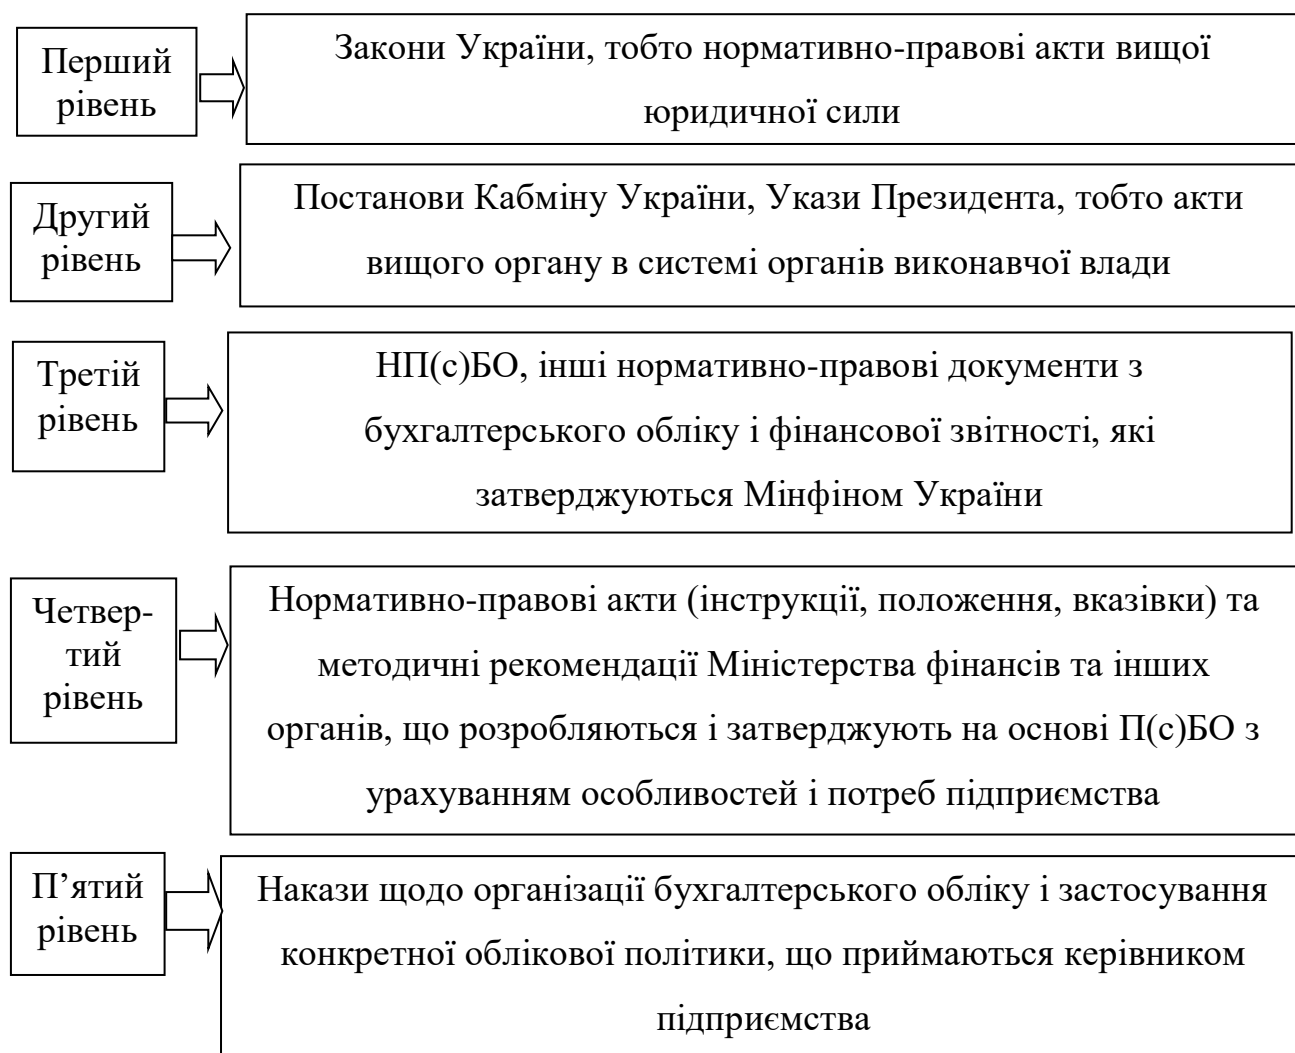 Перший
рівень
Закони України, тобто нормативно-правові акти вищої
юридичної сили
Другий
рівень
Постанови Кабміну України, Укази Президента, тобто акти
вищого органу в системі органів виконавчої влади
Третій
рівень
НП(с)БО, інші нормативно-правові документи з
бухгалтерського обліку і фінансової звітності, які
затверджуються Мінфіном України
Четвер-
тий
рівень
Нормативно-правові акти (інструкції, положення, вказівки) та
методичні рекомендації Міністерства фінансів та інших
органів, що розробляються і затверджують на основі П(с)БО з
урахуванням особливостей і потреб підприємства
П’ятий
рівень
Накази щодо організації бухгалтерського обліку і застосування
конкретної облікової політики, що приймаються керівником
підприємства